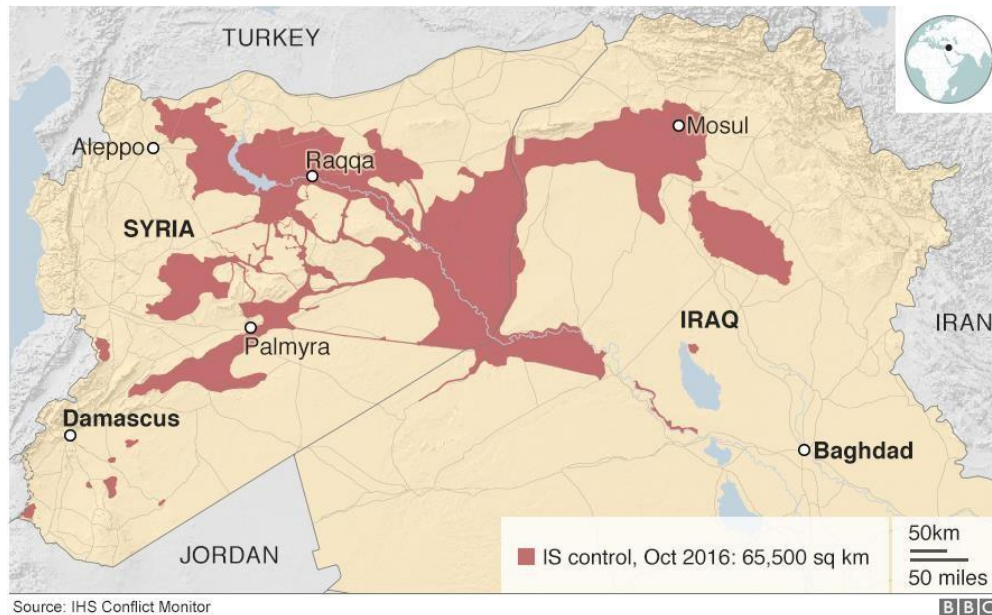 TURKEY
Aleppo
Raqqa
Mosul
SYRIA
IRAQ
IRAN
Palmyra
Damascus
Baghdad
JORDAN
IS control, Oct 2016: 65,500 sq km
50km
50 miles
Source: IHS Conflict Monitor
BBC